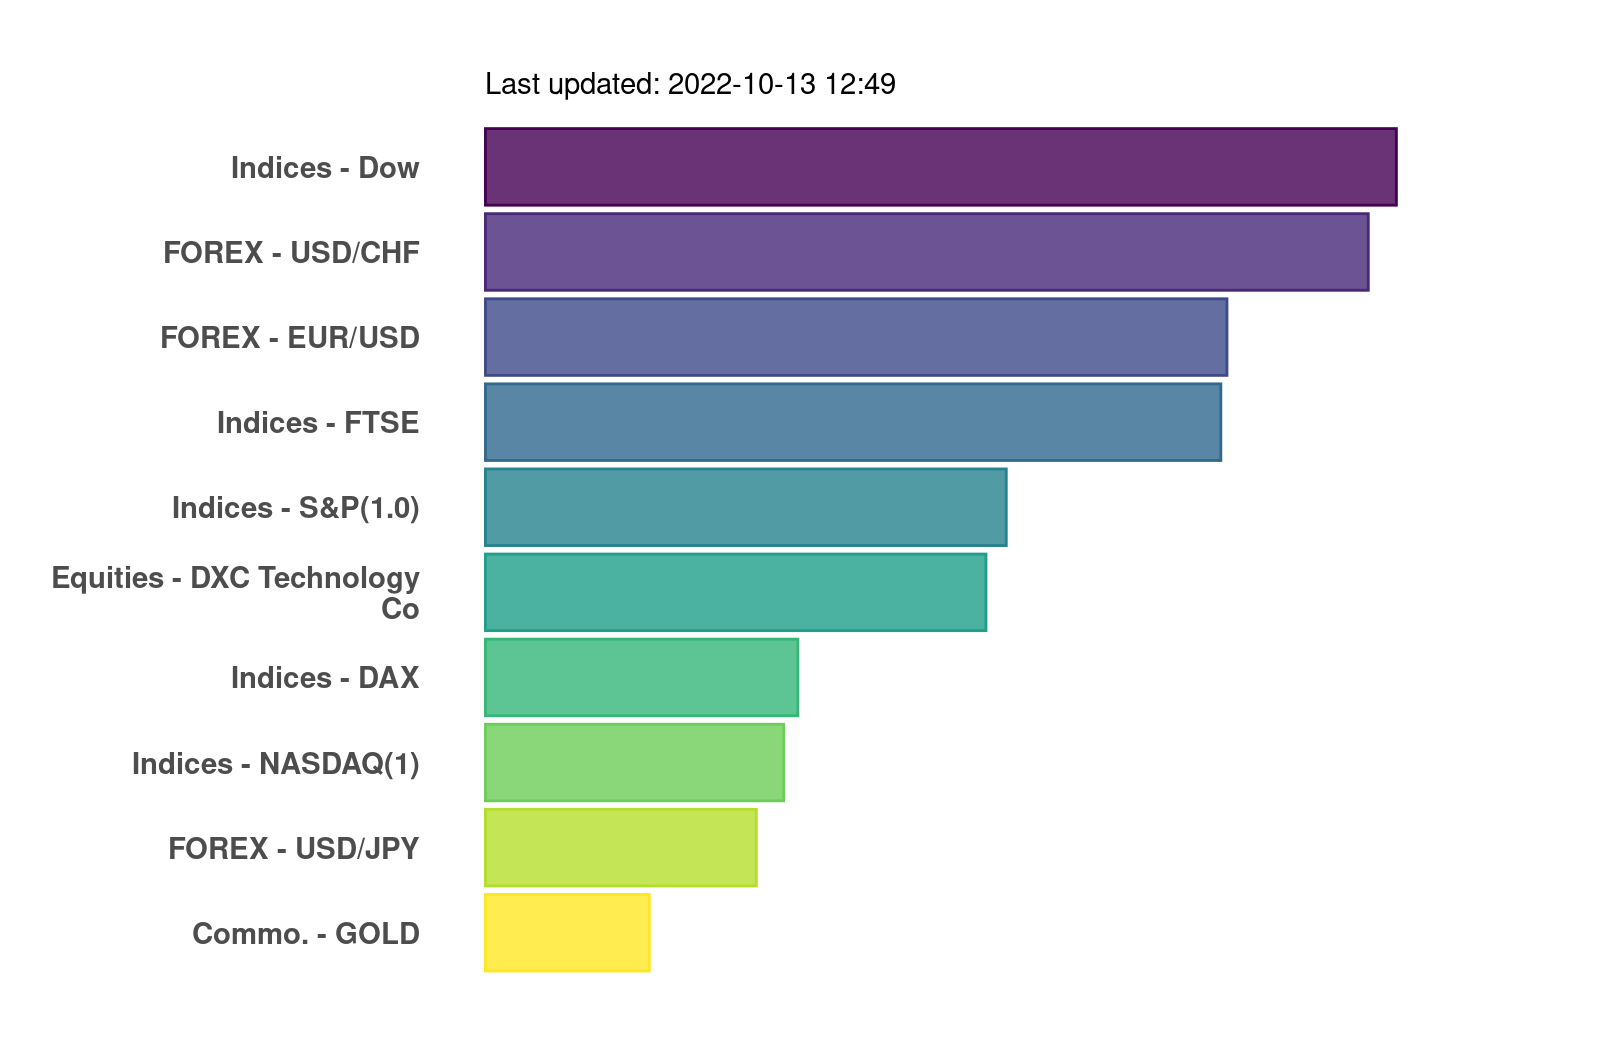 Last updated: 2022-10-13 12:49
Indices - Dow
FOREX - USD/CHF
FOREX - EUR/USD
Indices - FTSE
Indices - S&P(1.0)
Equities - DXC Technology
Co
Indices - DAX
Indices - NASDAQ(1)
FOREX - USD/JPY
Commo. - GOLD